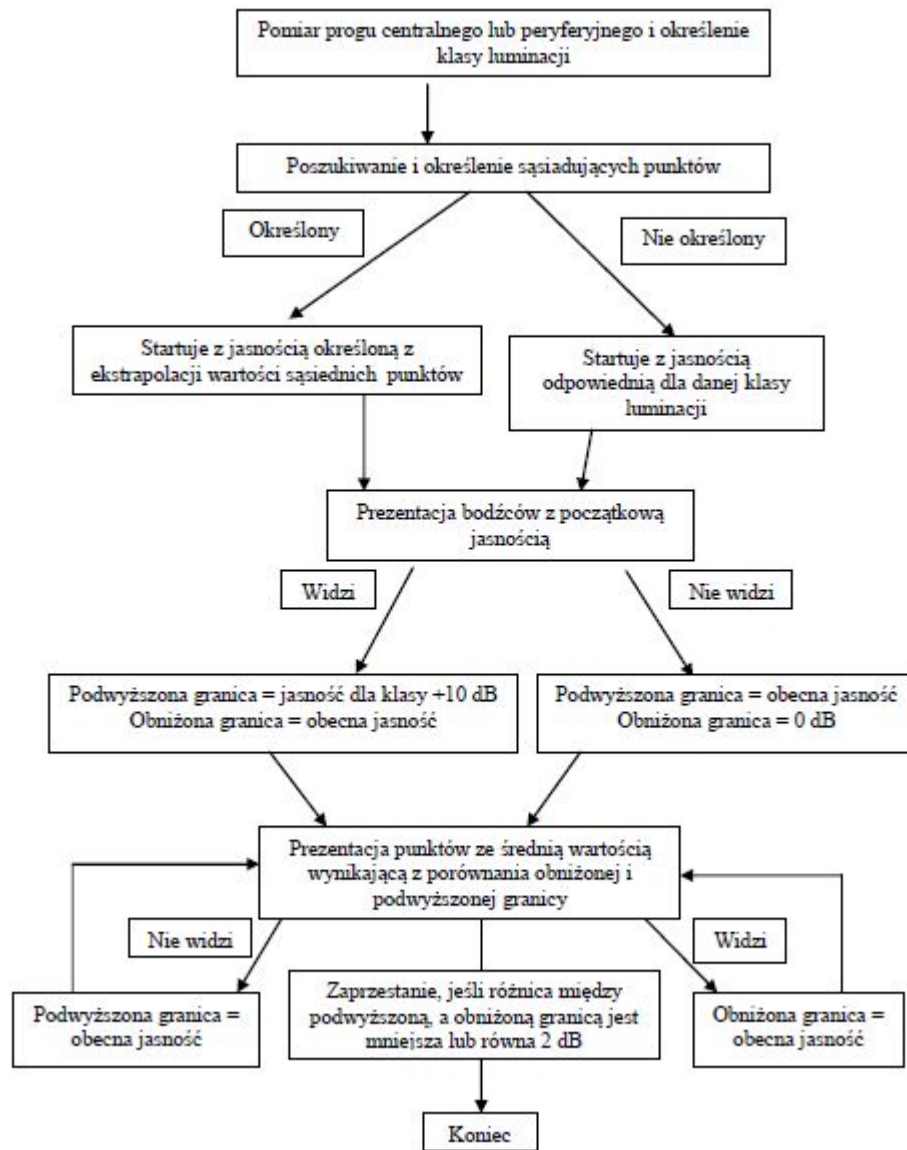 Pomiar progu centralnego lub peryferyjnego i określenie
klasy luminacji
Poszukiwanie i określenie sąsiadujących punktów
Określony
Nie określony
Startuje z jasnością określoną z
ekstrapolacji wartości sąsiednich punktów
Startuje z jasnością
odpowiednią dla danej klasy
luminacji
Prezentacja bodźców z początkową
jasnością
Widzi
Nie widzi
Podwyższona granica = jasność dla klasy +10 dB
Obniżona granica = obecna jasność
Podwyższona granica = obecna jasność
Obniżona granica = 0 dB
Prezentacja punktów ze średnią wartością
wynikającą z porównania obniżonej i
podwyższonej granicy
Nie widzi
Widzi
Podwyższona granica =
obecna jasność
Zaprzestanie, jeśli różnica między
podwyższoną, a obniżoną granicą jest
mniejsza lub równa 2 dB
Obniżona granica =
obecna jasność
Koniec